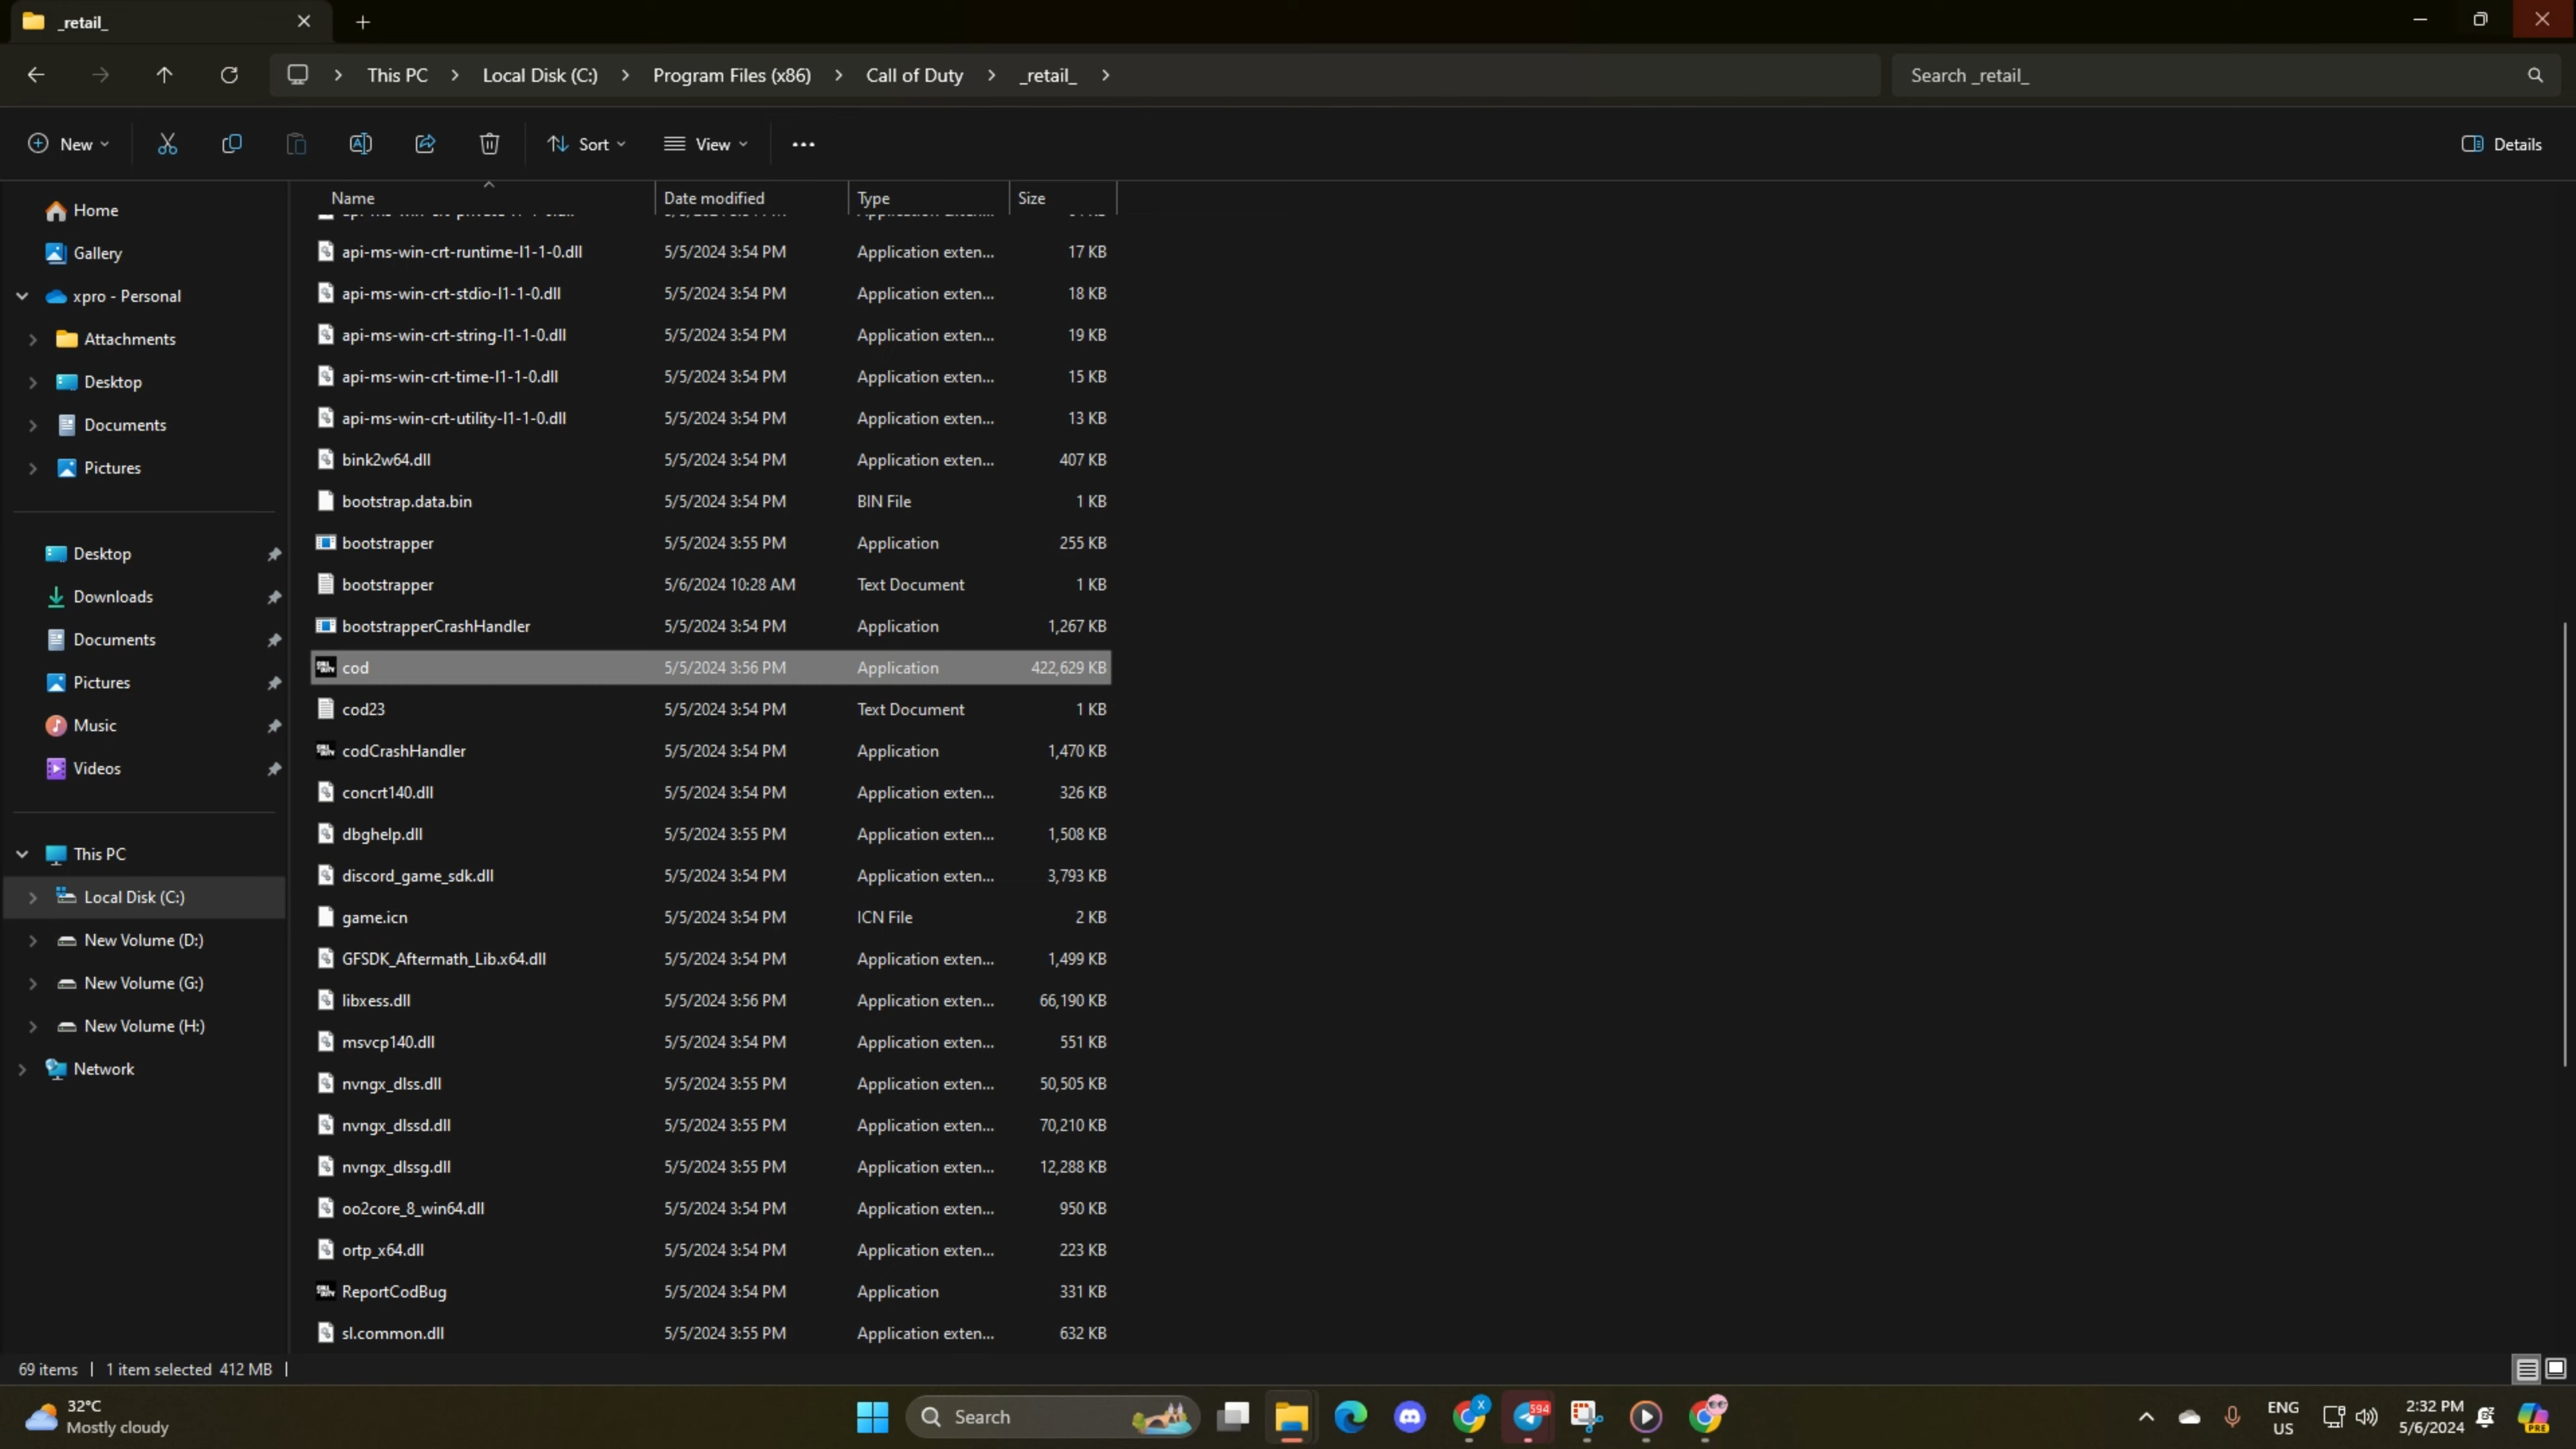 _retail_
This PC > Local Disk (C:) > Program Files (x86) > Call of Duty > _retail_ >
Search _retail_
New
Sort
View
Details
Home
Gallery
xpro - Personal
Attachments
Desktop
Documents
Pictures
Desktop
Downloads
Documents
Pictures
Music
Videos
This PC
Local Disk (C:)
New Volume (D:)
New Volume (G:)
New Volume (H:)
Network
Name Date modified Type Size
api-ms-win-crt-runtime-l1-1-0.dll 5/5/2024 3:54 PM Application exten... 17 KB
api-ms-win-crt-stdio-l1-1-0.dll 5/5/2024 3:54 PM Application exten... 18 KB
api-ms-win-crt-string-l1-1-0.dll 5/5/2024 3:54 PM Application exten... 19 KB
api-ms-win-crt-time-l1-1-0.dll 5/5/2024 3:54 PM Application exten... 15 KB
api-ms-win-crt-utility-l1-1-0.dll 5/5/2024 3:54 PM Application exten... 13 KB
bink2w64.dll 5/5/2024 3:54 PM Application exten... 407 KB
bootstrap.data.bin 5/5/2024 3:54 PM BIN File 1 KB
bootstrapper 5/5/2024 3:55 PM Application 255 KB
bootstrapper 5/6/2024 10:28 AM Text Document 1 KB
bootstrapperCrashHandler 5/5/2024 3:54 PM Application 1,267 KB
cod 5/5/2024 3:56 PM Application 422,629 KB
cod23 5/5/2024 3:54 PM Text Document 1 KB
codCrashHandler 5/5/2024 3:54 PM Application 1,470 KB
concrt140.dll 5/5/2024 3:54 PM Application exten... 326 KB
dbghelp.dll 5/5/2024 3:55 PM Application exten... 1,508 KB
discord_game_sdk.dll 5/5/2024 3:54 PM Application exten... 3,793 KB
game.icn 5/5/2024 3:54 PM ICN File 2 KB
GFSDK_Aftermath_Lib.x64.dll 5/5/2024 3:54 PM Application exten... 1,499 KB
libxess.dll 5/5/2024 3:56 PM Application exten... 66,190 KB
msvcp140.dll 5/5/2024 3:54 PM Application exten... 551 KB
nvngx_dlss.dll 5/5/2024 3:55 PM Application exten... 50,505 KB
nvngx_dlssd.dll 5/5/2024 3:55 PM Application exten... 70,210 KB
nvngx_dlssg.dll 5/5/2024 3:55 PM Application exten... 12,288 KB
oo2core_8_win64.dll 5/5/2024 3:54 PM Application exten... 950 KB
ortp_x64.dll 5/5/2024 3:54 PM Application exten... 223 KB
ReportCodBug 5/5/2024 3:54 PM Application 331 KB
sl.common.dll 5/5/2024 3:55 PM Application exten... 632 KB
69 items | 1 item selected 412 MB |
32°C
Mostly cloudy
Search
594
ENG
US
2:32 PM
5/6/2024
PRE